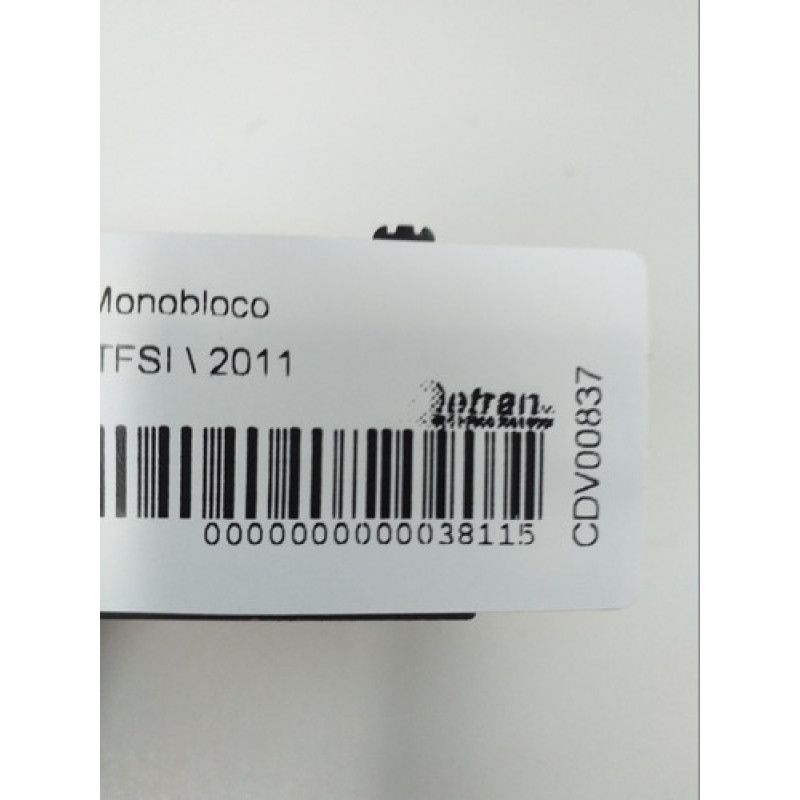 Monobloco
TFSI \ 2011
Detran
0000000000038115
CDV00837